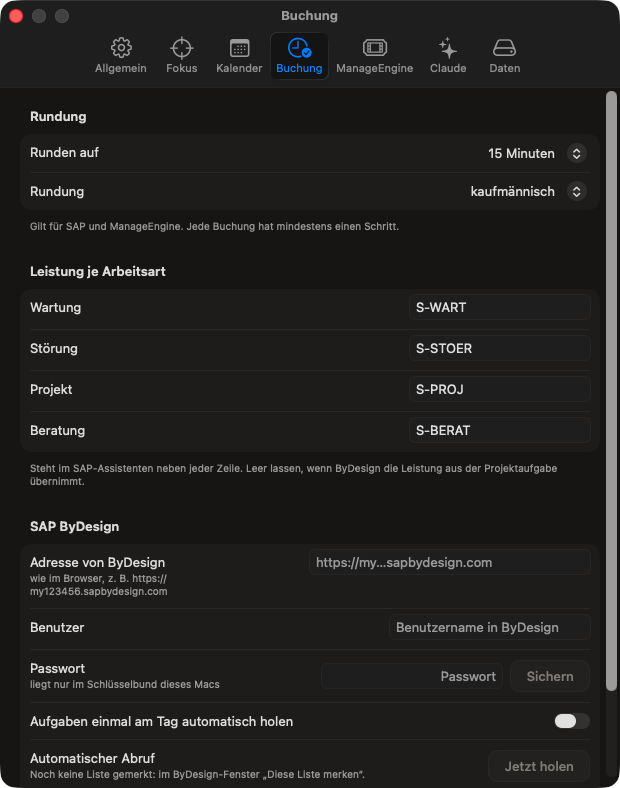 Buchung
Allgemein
Fokus
Kalender
Buchung
ManageEngine
Claude
Daten
Rundung
Runden auf
15 Minuten
Rundung
kaufmännisch
Gilt für SAP und ManageEngine. Jede Buchung hat mindestens einen Schritt.
Leistung je Arbeitsart
Wartung
S-WART
Störung
S-STOER
Projekt
S-PROJ
Beratung
S-BERAT
Steht im SAP-Assistenten neben jeder Zeile. Leer lassen, wenn ByDesign die Leistung aus der Projektaufgabe
übernimmt.
SAP ByDesign
Adresse von ByDesign
https://my...sapbydesign.com
wie im Browser, z. B. https://
my123456.sapbydesign.com
Benutzer
Benutzername in ByDesign
Passwort
liegt nur im Schlüsselbund dieses Macs
Passwort
Sichern
Aufgaben einmal am Tag automatisch holen
Automatischer Abruf
Noch keine Liste gemerkt: im ByDesign-Fenster „Diese Liste merken“.
Jetzt holen